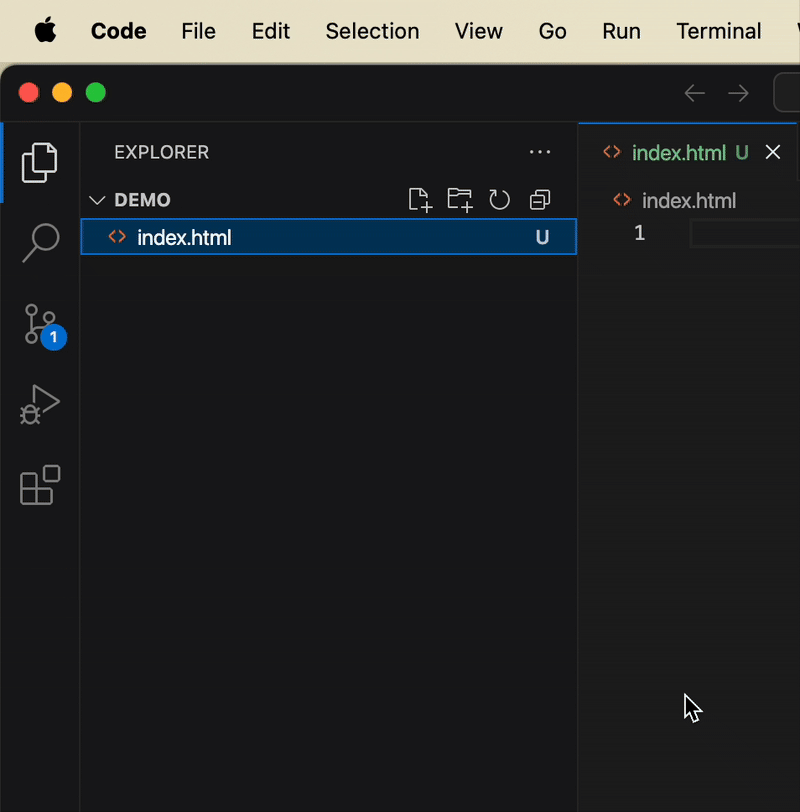 Code File Edit Selection View Go Run Terminal
EXPLORER
DEMO
index.html U
1
index.html U
index.html
1